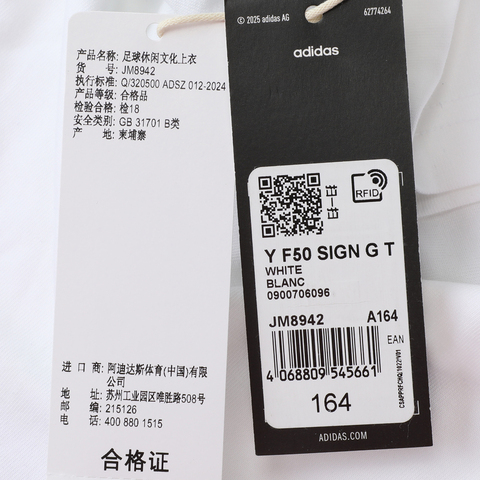 产品名称: 足球休闲文化上衣
货 号: JM8942
执行标准: Q/320500 ADSZ 012-2024
产品等级: 合格品
检验合格: 检18
安全类别: GB 31701 B类
产 地: 柬埔寨
进 口 商: 阿迪达斯体育(中国)有限
公司
地 址: 苏州工业园区唯胜路508号
邮 编: 215126
电 话: 400 880 1515
合格证
© 2025 adidas AG 62774264
adidas
RFID
Y F50 SIGN G T
WHITE
BLANC
0900706096
JM8942 A164
EAN
4 068809 545661
164
ADIDAS.COM